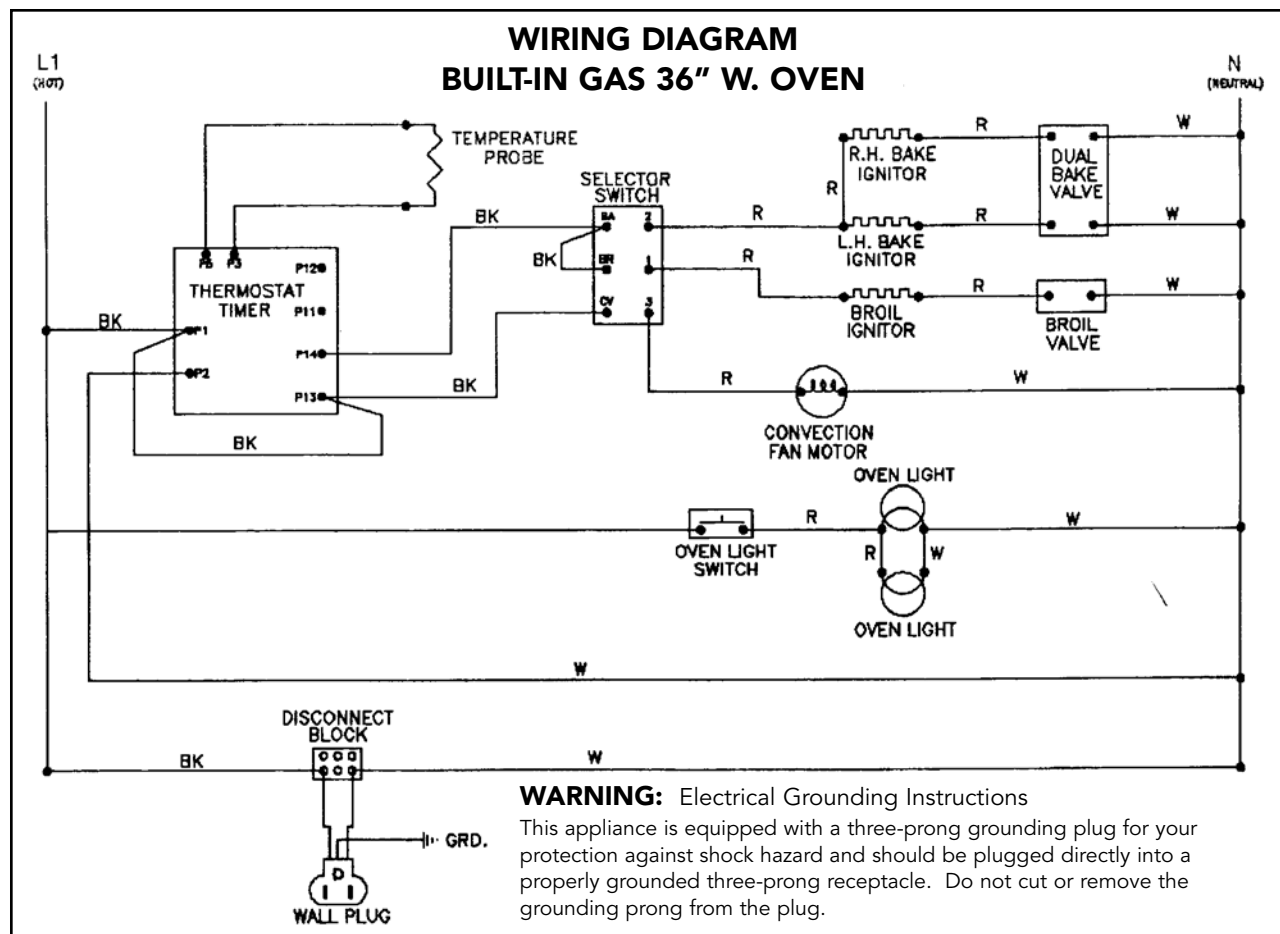 WIRING DIAGRAM
BUILT-IN GAS 36” W. OVEN
L1
(HOT)
N
(NEUTRAL)
TEMPERATURE
PROBE
R
W
R.H. BAKE
IGNITOR
DUAL
BAKE
VALVE
SELECTOR
SWITCH
R
BK
BA
2
R
R
W
L.H. BAKE
IGNITOR
BK
BR
1
R
P5
P3
P12
THERMOSTAT
TIMER
P11
CV
3
R
W
BROIL
IGNITOR
BROIL
VALVE
BK
P1
P14
P2
BK
P13
R
W
BK
CONVECTION
FAN MOTOR
OVEN LIGHT
R
W
OVEN LIGHT
SWITCH
R
W
OVEN LIGHT
W
DISCONNECT
BLOCK
BK
W
GRD.
D
WALL PLUG
WARNING: Electrical Grounding Instructions
This appliance is equipped with a three-prong grounding plug for your
protection against shock hazard and should be plugged directly into a
properly grounded three-prong receptacle. Do not cut or remove the
grounding prong from the plug.